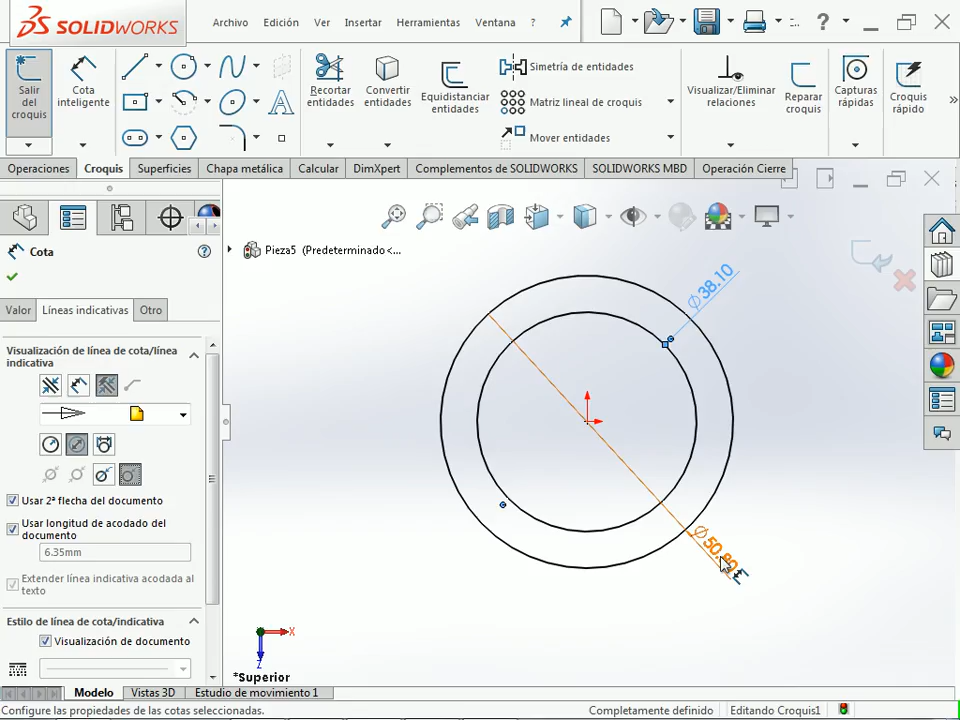 SOLIDWORKS
Archivo Edición Ver Insertar Herramientas Ventana ?
Salir del croquis
Cota inteligente
Recortar entidades
Convertir entidades
Equidistanciar entidades
Simetría de entidades
Matriz lineal de croquis
Mover entidades
Visualizar/Eliminar relaciones
Reparar croquis
Capturas rápidas
Croquis rápido
Operaciones Croquis Superficies Chapa metálica Calcular DimXpert Complementos de SOLIDWORKS SOLIDWORKS MBD Operación Cierre
Cota
Pieza5 (Predeterminado<...
Valor Líneas indicativas Otro
Visualización de línea de cota/línea
indicativa
Usar 2ª flecha del documento
Usar longitud de acodado del
documento
6.35mm
Extender línea indicativa acodada al
texto
Estilo de línea de cota/indicativa
Visualización de documento
∅38.10
∅50.80
X
Z
*Superior
Modelo Vistas 3D Estudio de movimiento 1
Configure las propiedades de las cotas seleccionadas. Completamente definido Editando Croquis1